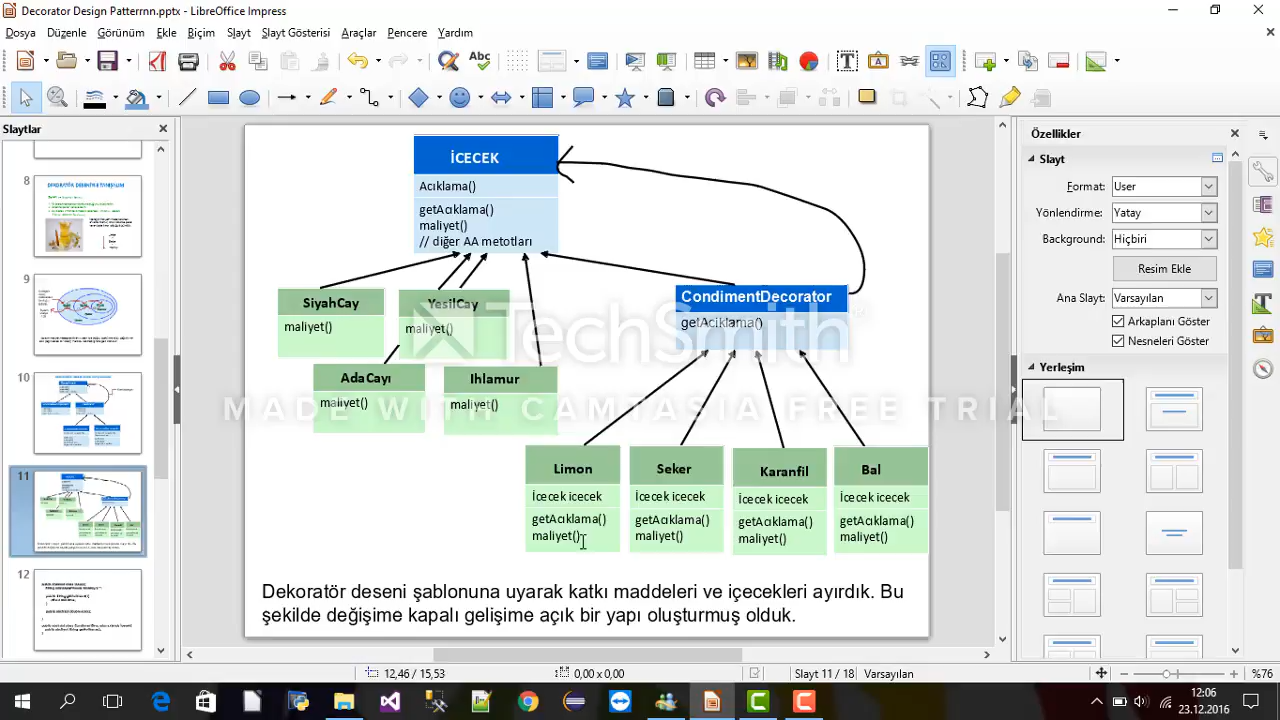 Decorator Design Patterrnn.pptx - LibreOffice Impress
Dosya Düzenle Görünüm Ekle Biçim Slayt Slayt Gösterisi Araçlar Pencere Yardım
Abc
Slaytlar
8
9
10
11
12
İCECEK
Acıklama()
getAcıklama()
maliyet()
// diğer AA metotları
SiyahCay
maliyet()
YesilCay
maliyet()
CondimentDecorator
getAciklama()
AdaCayı
maliyet()
Ihlamur
maliyet()
TechSmith
MADE WITH CAMTASIA FREE TRIAL
Limon
İcecek icecek
getAcıklama()
maliyet()
Seker
İcecek icecek
getAcıklama()
maliyet()
Karanfil
İcecek icecek
getAcıklama()
maliyet()
Bal
İcecek icecek
getAcıklama()
maliyet()
Dekoratör deseni şablonuna uyarak katkı maddeleri ve içecekleri ayırdık. Bu
şekilde değişime kapalı gelişime açık bir yapı oluşturmuş olduk.
Özellikler
Slayt
Format: User
Yönlendirme: Yatay
Background: Hiçbiri
Resim Ekle
Ana Slayt: Varsayılan
Arkaplanı Göster
Nesneleri Göster
Yerleşim
12,46 / 15,53
0,00 x 0,00
Slayt 11 / 18
Varsayılan
%76
12:06
23.12.2016